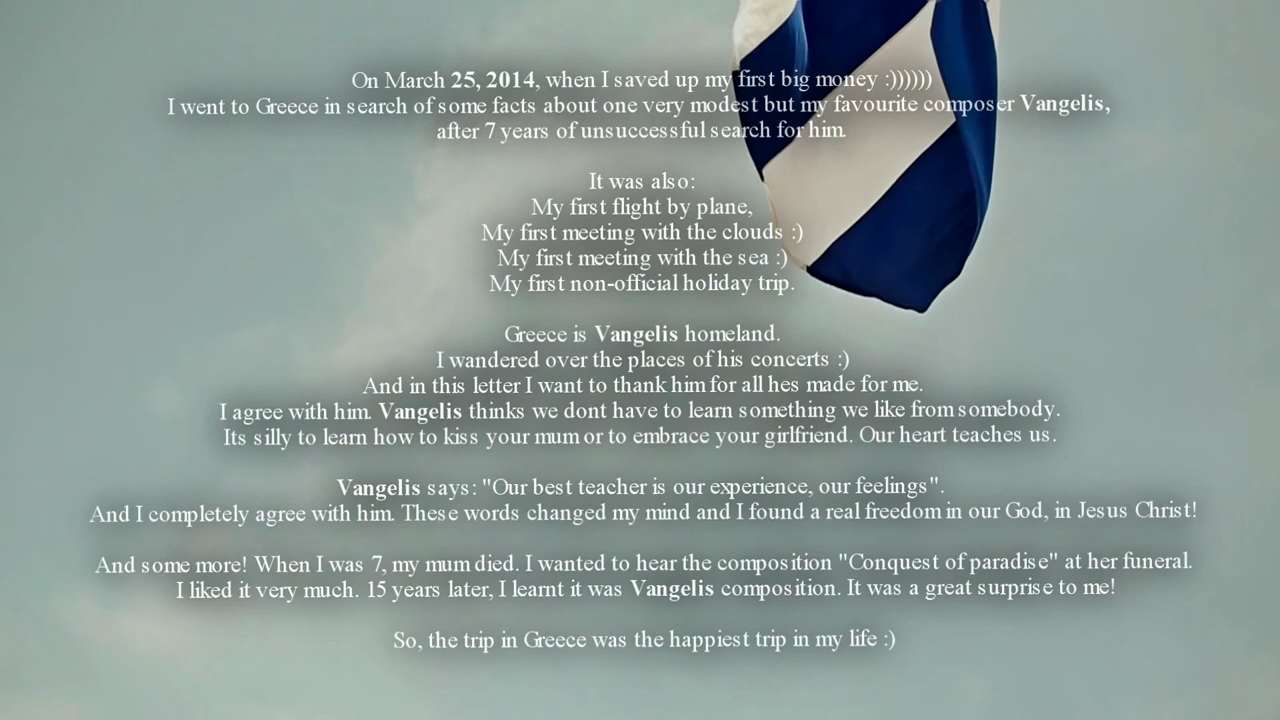 On March 25, 2014, when I saved up my first big money :))))))
I went to Greece in search of some facts about one very modest but my favourite composer Vangelis,
after 7 years of unsuccessful search for him.
It was also:
My first flight by plane,
My first meeting with the clouds :)
My first meeting with the sea :)
My first non-official holiday trip.
Greece is Vangelis homeland.
I wandered over the places of his concerts :)
And in this letter I want to thank him for all hes made for me.
I agree with him. Vangelis thinks we dont have to learn something we like from somebody.
Its silly to learn how to kiss your mum or to embrace your girlfriend. Our heart teaches us.
Vangelis says: "Our best teacher is our experience, our feelings".
And I completely agree with him. These words changed my mind and I found a real freedom in our God, in Jesus Christ!
And some more! When I was 7, my mum died. I wanted to hear the composition "Conquest of paradise" at her funeral.
I liked it very much. 15 years later, I learnt it was Vangelis composition. It was a great surprise to me!
So, the trip in Greece was the happiest trip in my life :)